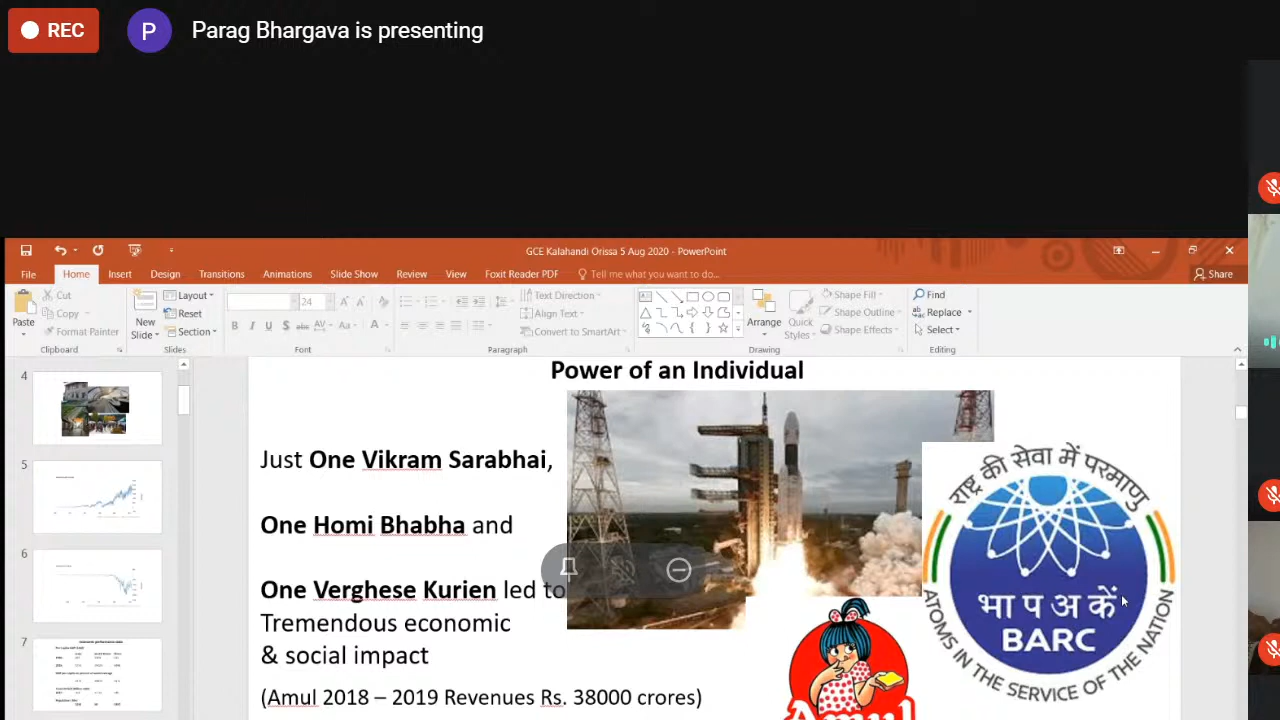 REC
P
Parag Bhargava is presenting
GCE Kalahandi Orissa 5 Aug 2020 - PowerPoint
File Home Insert Design Transitions Animations Slide Show Review View Foxit Reader PDF Tell me what you want to do... Share
Paste
Cut
Copy
Format Painter
Clipboard
New
Slide
Layout
Reset
Section
Slides
24
B I U S abc AV Aa A
Font
Text Direction
Align Text
Convert to SmartArt
Paragraph
Arrange
Quick
Styles
Shape Fill
Shape Outline
Shape Effects
Drawing
Find
Replace
Select
Editing
4
5
6
7
Power of an Individual
Just One Vikram Sarabhai,
One Homi Bhabha and
One Verghese Kurien led to
Tremendous economic
& social impact
(Amul 2018 – 2019 Revenues Rs. 38000 crores)
Amul
राष्ट्र की सेवा में परमाणु
भा प अ कें
BARC
ATOMS IN THE SERVICE OF THE NATION